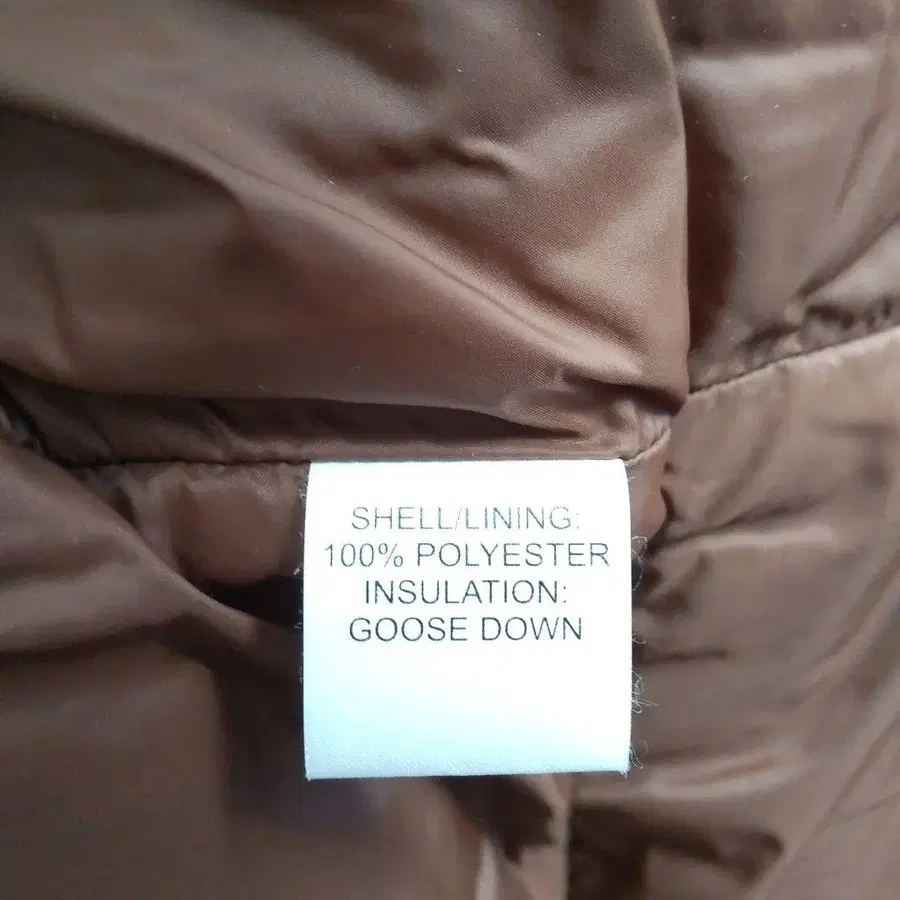 SHELL/LINING:
100% POLYESTER
INSULATION:
GOOSE DOWN